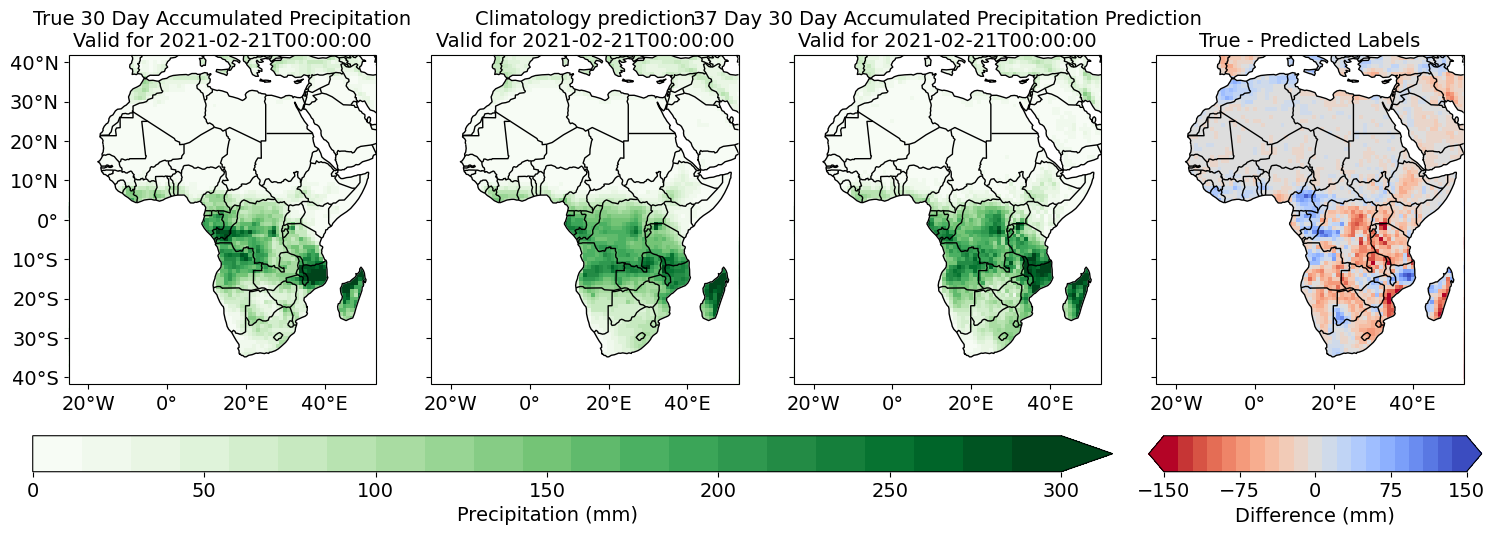 True 30 Day Accumulated Precipitation
Valid for 2021-02-21T00:00:00
Climatology prediction
Valid for 2021-02-21T00:00:00
37 Day 30 Day Accumulated Precipitation Prediction
Valid for 2021-02-21T00:00:00
True - Predicted Labels
40°N
30°N
20°N
10°N
0°
10°S
20°S
30°S
40°S
20°W 0° 20°E 40°E
20°W 0° 20°E 40°E
20°W 0° 20°E 40°E
20°W 0° 20°E 40°E
0 50 100 150 200 250 300
Precipitation (mm)
−150 −75 0 75 150
Difference (mm)